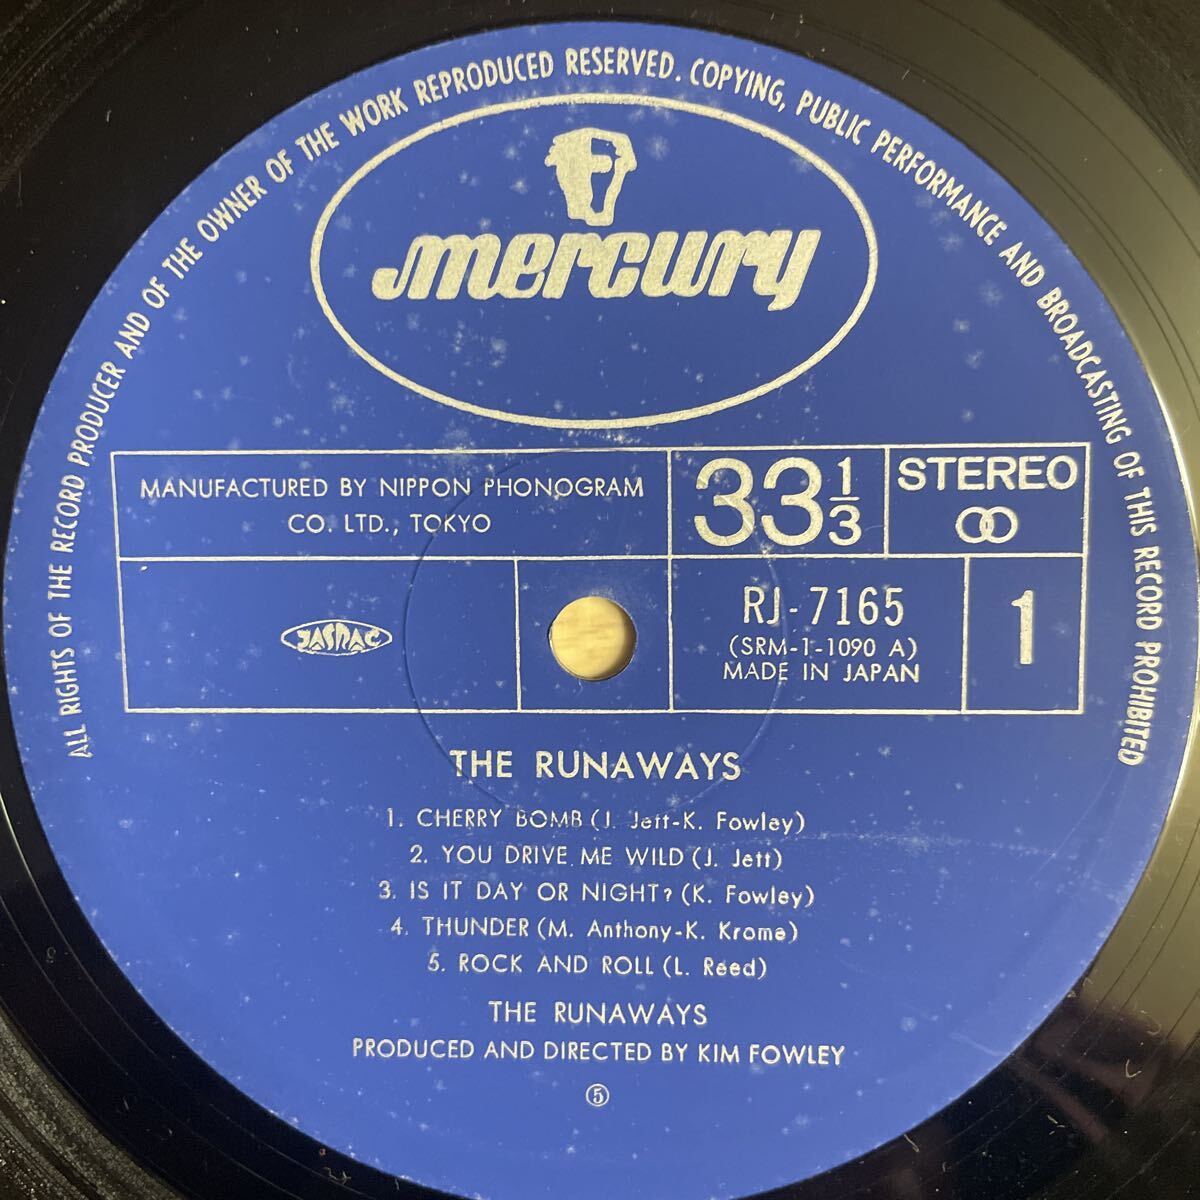 ALL RIGHTS OF THE RECORD PRODUCER AND OF THE OWNER OF THE WORK REPRODUCED RESERVED. COPYING, PUBLIC PERFORMANCE AND BROADCASTING OF THIS RECORD PROHIBITED
mercury
MANUFACTURED BY NIPPON PHONOGRAM
CO. LTD., TOKYO
33 1/3
STEREO
JASRAC
RJ-7165
(SRM-1-1090 A)
MADE IN JAPAN
1
THE RUNAWAYS
1. CHERRY BOMB (J. Jett-K. Fowley)
2. YOU DRIVE ME WILD (J. Jett)
3. IS IT DAY OR NIGHT? (K. Fowley)
4. THUNDER (M. Anthony-K. Krome)
5. ROCK AND ROLL (L. Reed)
THE RUNAWAYS
PRODUCED AND DIRECTED BY KIM FOWLEY
⑤